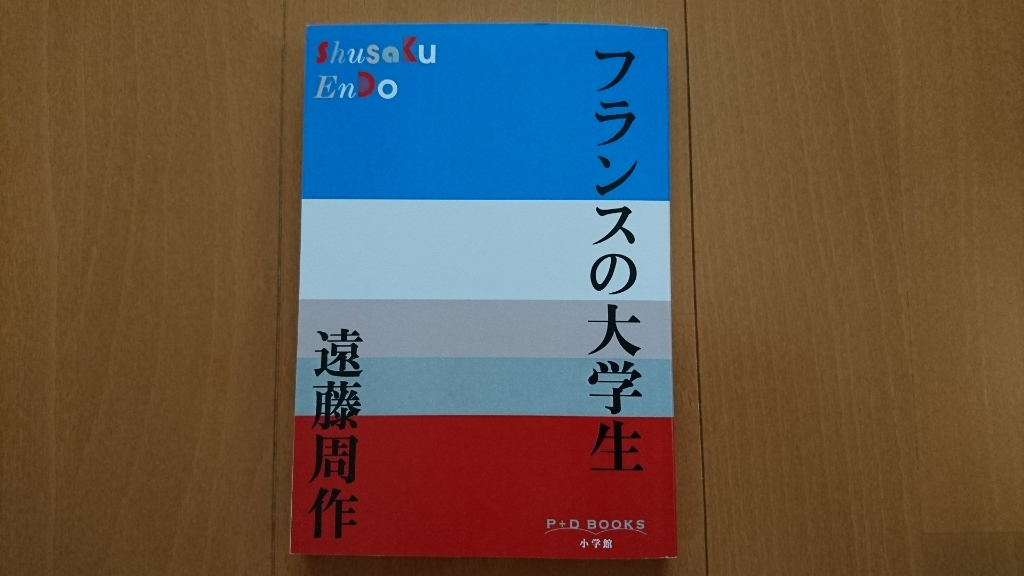 Shusaku
EnDo
フランスの大学生
遠藤周作
P+D BOOKS
小学館